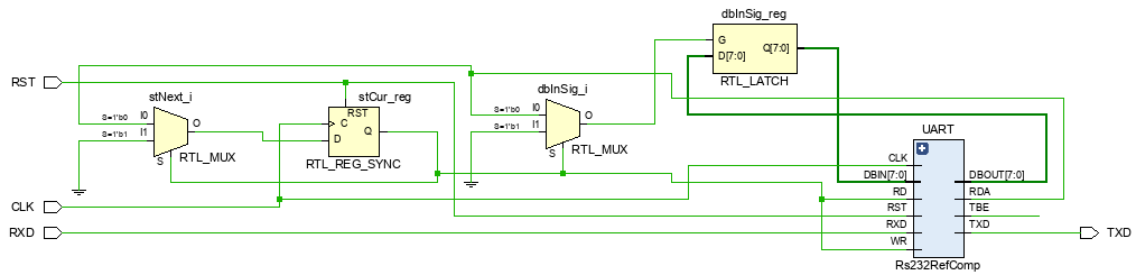 dbInSig_reg
G
D[7:0]
Q[7:0]
RTL_LATCH
RST
stNext_i
S=1'b0 I0
S=1'b1 I1
O
S
RTL_MUX
stCur_reg
RST
C
D
Q
RTL_REG_SYNC
dbInSig_i
S=1'b0 I0
S=1'b1 I1
O
S
RTL_MUX
UART
CLK
DBIN[7:0]
RD
RST
RXD
WR
DBOUT[7:0]
RDA
TBE
TXD
Rs232RefComp
CLK
RXD
TXD